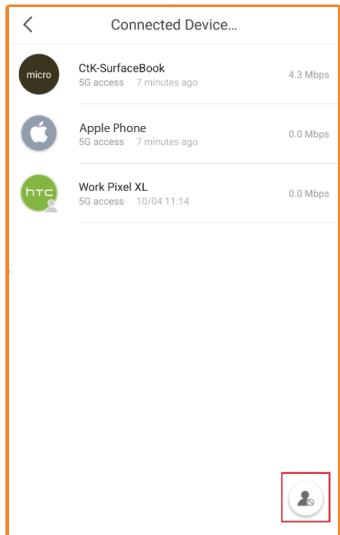 Connected Device...
micro
CtK-SurfaceBook
4.3 Mbps
5G access 7 minutes ago
Apple Phone
0.0 Mbps
5G access 7 minutes ago
hTC
Work Pixel XL
0.0 Mbps
5G access 10/04 11:14